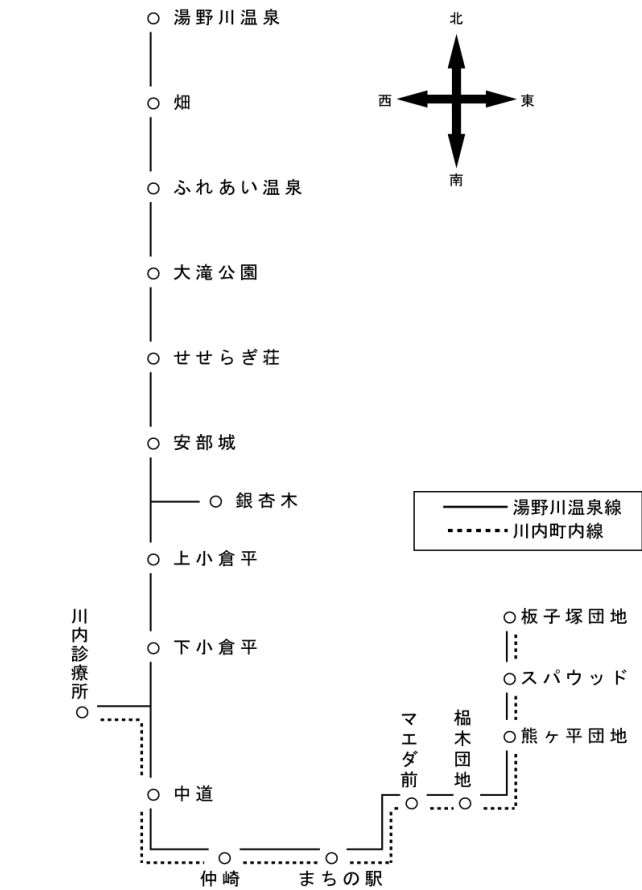 湯野川温泉
北
西
東
南
畑
ふれあい温泉
大滝公園
せせらぎ荘
安部城
銀杏木
湯野川温泉線
川内町内線
上小倉平
下小倉平
川内診療所
板子塚団地
スパウッド
熊ヶ平団地
マエダ前
椙木団地
中道
仲崎
まちの駅